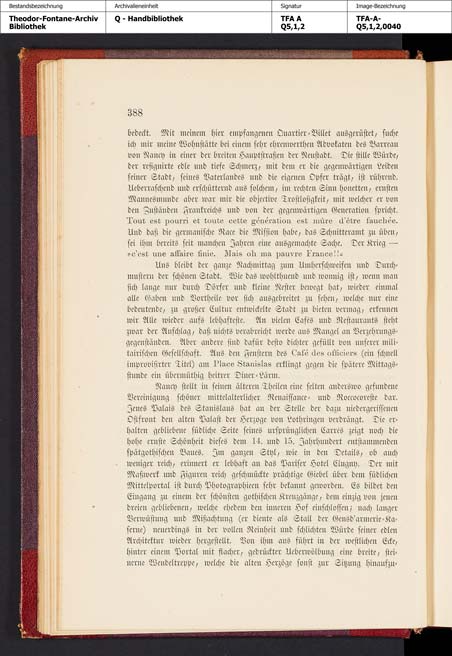 Bestandsbezeichnung
Archivalieneinheit
Signatur
Image-Bezeichnung
Theodor-Fontane-Archiv
Bibliothek
Q - Handbibliothek
TFA A
Q5,1,2
TFA-A-
Q5,1,2,0040
388
bedeckt. Mit meinem hier empfangenen Quartier-Billet ausgerüstet, suche
ich mir meine Wohnstätte bei einem sehr ehrenwerthen Advokaten des Barreau
von Nancy in einer der breiten Hauptstraßen der Neustadt. Die stille Würde,
der resignirte edle und tiefe Schmerz, mit dem er die gegenwärtigen Leiden
seiner Stadt, seines Vaterlandes und die eigenen Opfer trägt, ist rührend.
Ueberraschend und erschütternd aus solchem, im rechten Sinn honetten, ernsten
Mannesmunde aber war mir die objective Trostlosigkeit, mit welcher er von
den Zuständen Frankreichs und von der gegenwärtigen Generation spricht.
Tout est pourri et toute cette génération est mûre d'être fauchée.
Und daß die germanische Race die Mission habe, das Schnitteramt zu üben,
sei ihm bereits seit manchen Jahren eine ausgemachte Sache. Der Krieg —
»c'est une affaire finie. Mais oh ma pauvre France!!«
Uns bleibt der ganze Nachmittag zum Umherschweifen und Durch-
mustern der schönen Stadt. Wie das wohlthuend und wonnig ist, wenn man
sich lange nur durch Dörfer und kleine Nester bewegt hat, wieder einmal
alle Gaben und Vortheile vor sich ausgebreitet zu sehen, welche nur eine
bedeutende, zu großer Cultur entwickelte Stadt zu bieten vermag, erkennen
wir Alle wieder aufs lebhafteste. An vielen Cafés und Restaurants steht
zwar der Anschlag, daß nichts verabreicht werde aus Mangel an Verzehrungs-
gegenständen. Aber andere sind dafür desto dichter gefüllt von unserer mili-
tairischen Gesellschaft. Aus den Fenstern des Café des officiers (ein schnell
improvisirter Titel) am Place Stanislas erklingt gegen die spätere Mittags-
stunde ein übermüthig heitrer Diner-Lärm.
Nancy stellt in seinen älteren Theilen eine selten anderswo gefundene
Vereinigung schöner mittelalterlicher Renaissance- und Roccocoreste dar.
Jenes Palais des Stanislaus hat an der Stelle der dazu niedergerissenen
Ostfront den alten Palast der Herzoge von Lothringen verdrängt. Die er-
halten gebliebene südliche Seite seines ursprünglichen Carrés zeigt noch die
hohe ernste Schönheit dieses dem 14. und 15. Jahrhundert entstammenden
spätgothischen Baues. Im ganzen Styl, wie in den Details, ob auch
weniger reich, erinnert er lebhaft an das Pariser Hotel Clugny. Der mit
Maßwerk und Figuren reich geschmückte prächtige Giebel über dem südlichen
Mittelportal ist durch Photographieen sehr bekannt geworden. Es bildet den
Eingang zu einem der schönsten gothischen Kreuzgänge, dem einzig von jenen
dreien gebliebenen, welche ehedem den inneren Hof einschlossen; nach langer
Verwüstung und Mißachtung (er diente als Stall der Gensd'armerie-Ka-
serne) neuerdings in der vollen Reinheit und schlichten Würde seiner edlen
Architektur wieder hergestellt. Von ihm aus führt in der westlichen Ecke,
hinter einem Portal mit flacher, gedrückter Ueberwölbung eine breite, stei-
nerne Wendeltreppe, welche die alten Herzöge sonst zur Sitzung hinaufzu-